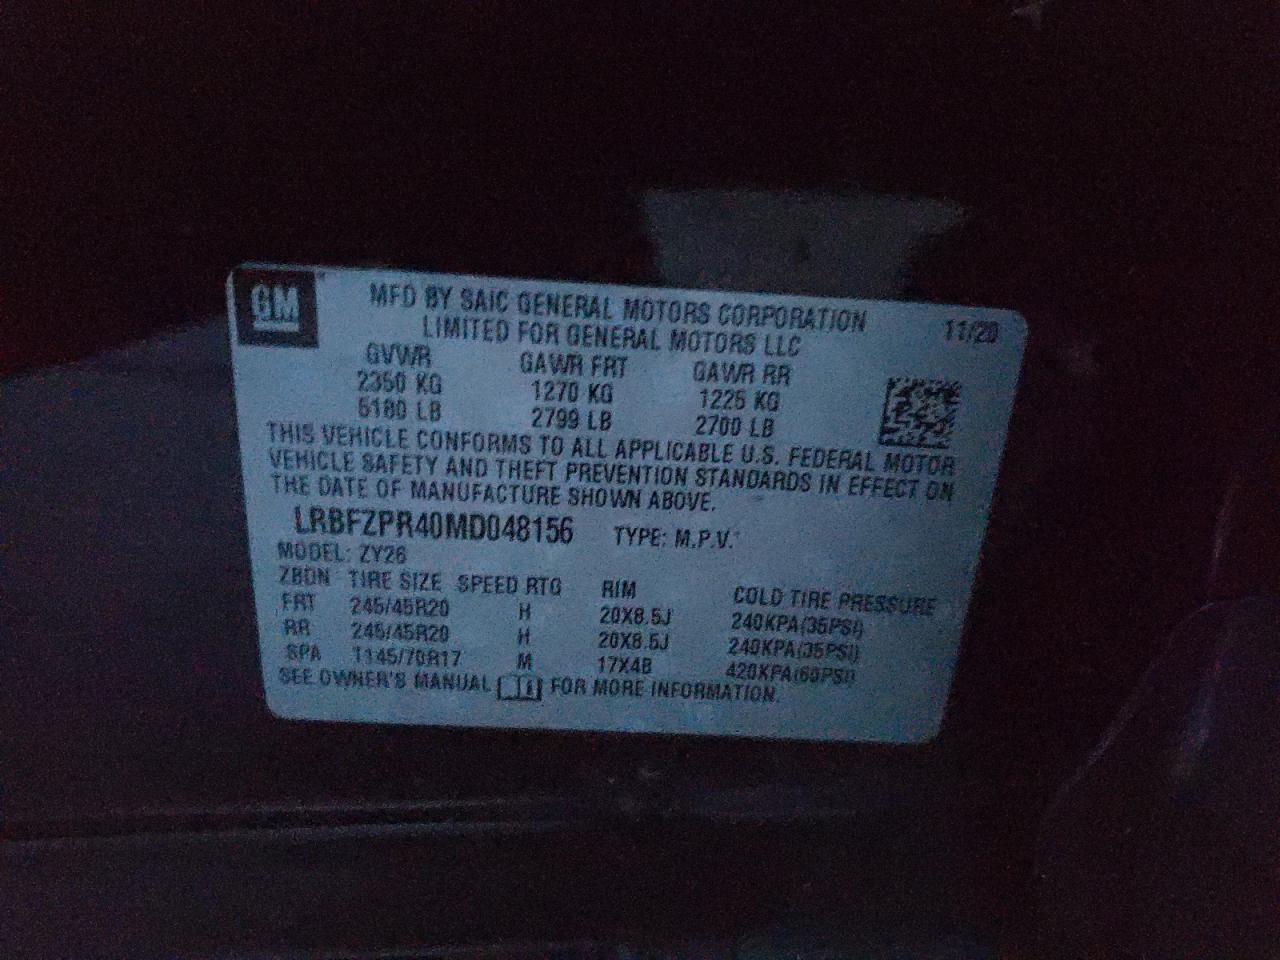 GM
MFD BY SAIC GENERAL MOTORS CORPORATION 11/20
LIMITED FOR GENERAL MOTORS LLC
GVWR GAWR FRT GAWR RR
2350 KG 1270 KG 1225 KG
5180 LB 2799 LB 2700 LB
THIS VEHICLE CONFORMS TO ALL APPLICABLE U.S. FEDERAL MOTOR
VEHICLE SAFETY AND THEFT PREVENTION STANDARDS IN EFFECT ON
THE DATE OF MANUFACTURE SHOWN ABOVE.
LRBFZPR40MD048156 TYPE: M.P.V.
MODEL: ZY26
ZBDN TIRE SIZE SPEED RTG RIM COLD TIRE PRESSURE
FRT 245/45R20 H 20X8.5J 240KPA(35PSI)
RR 245/45R20 H 20X8.5J 240KPA(35PSI)
SPA T145/70R17 M 17X4B 420KPA(60PSI)
SEE OWNER'S MANUAL FOR MORE INFORMATION.